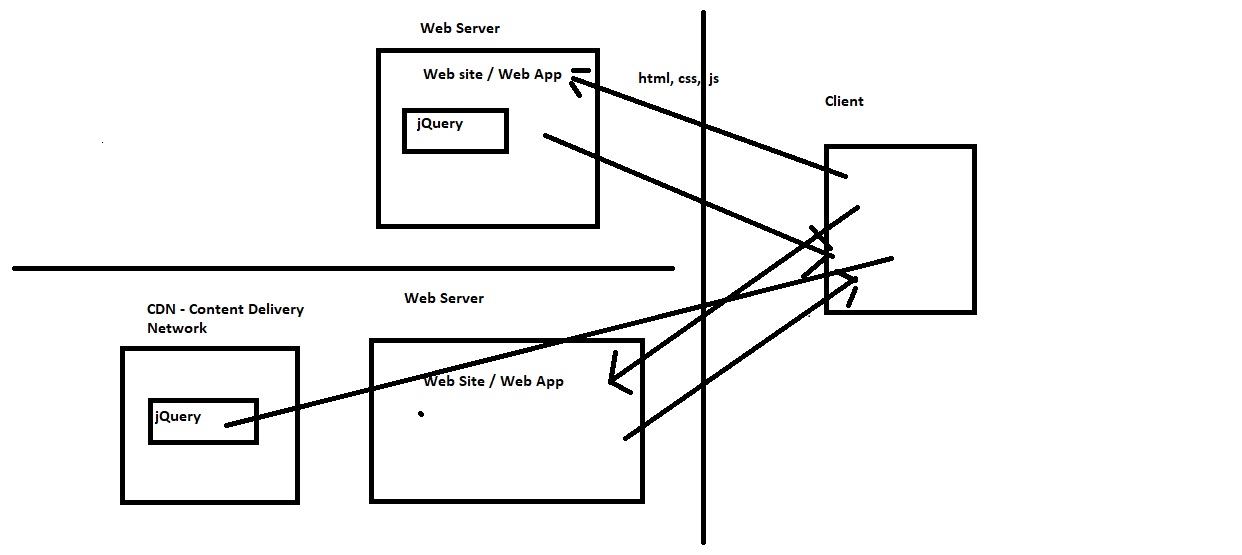 Web Server
Web site / Web App
html, css, js
Client
jQuery
CDN - Content Delivery
Network
Web Server
Web Site / Web App
jQuery